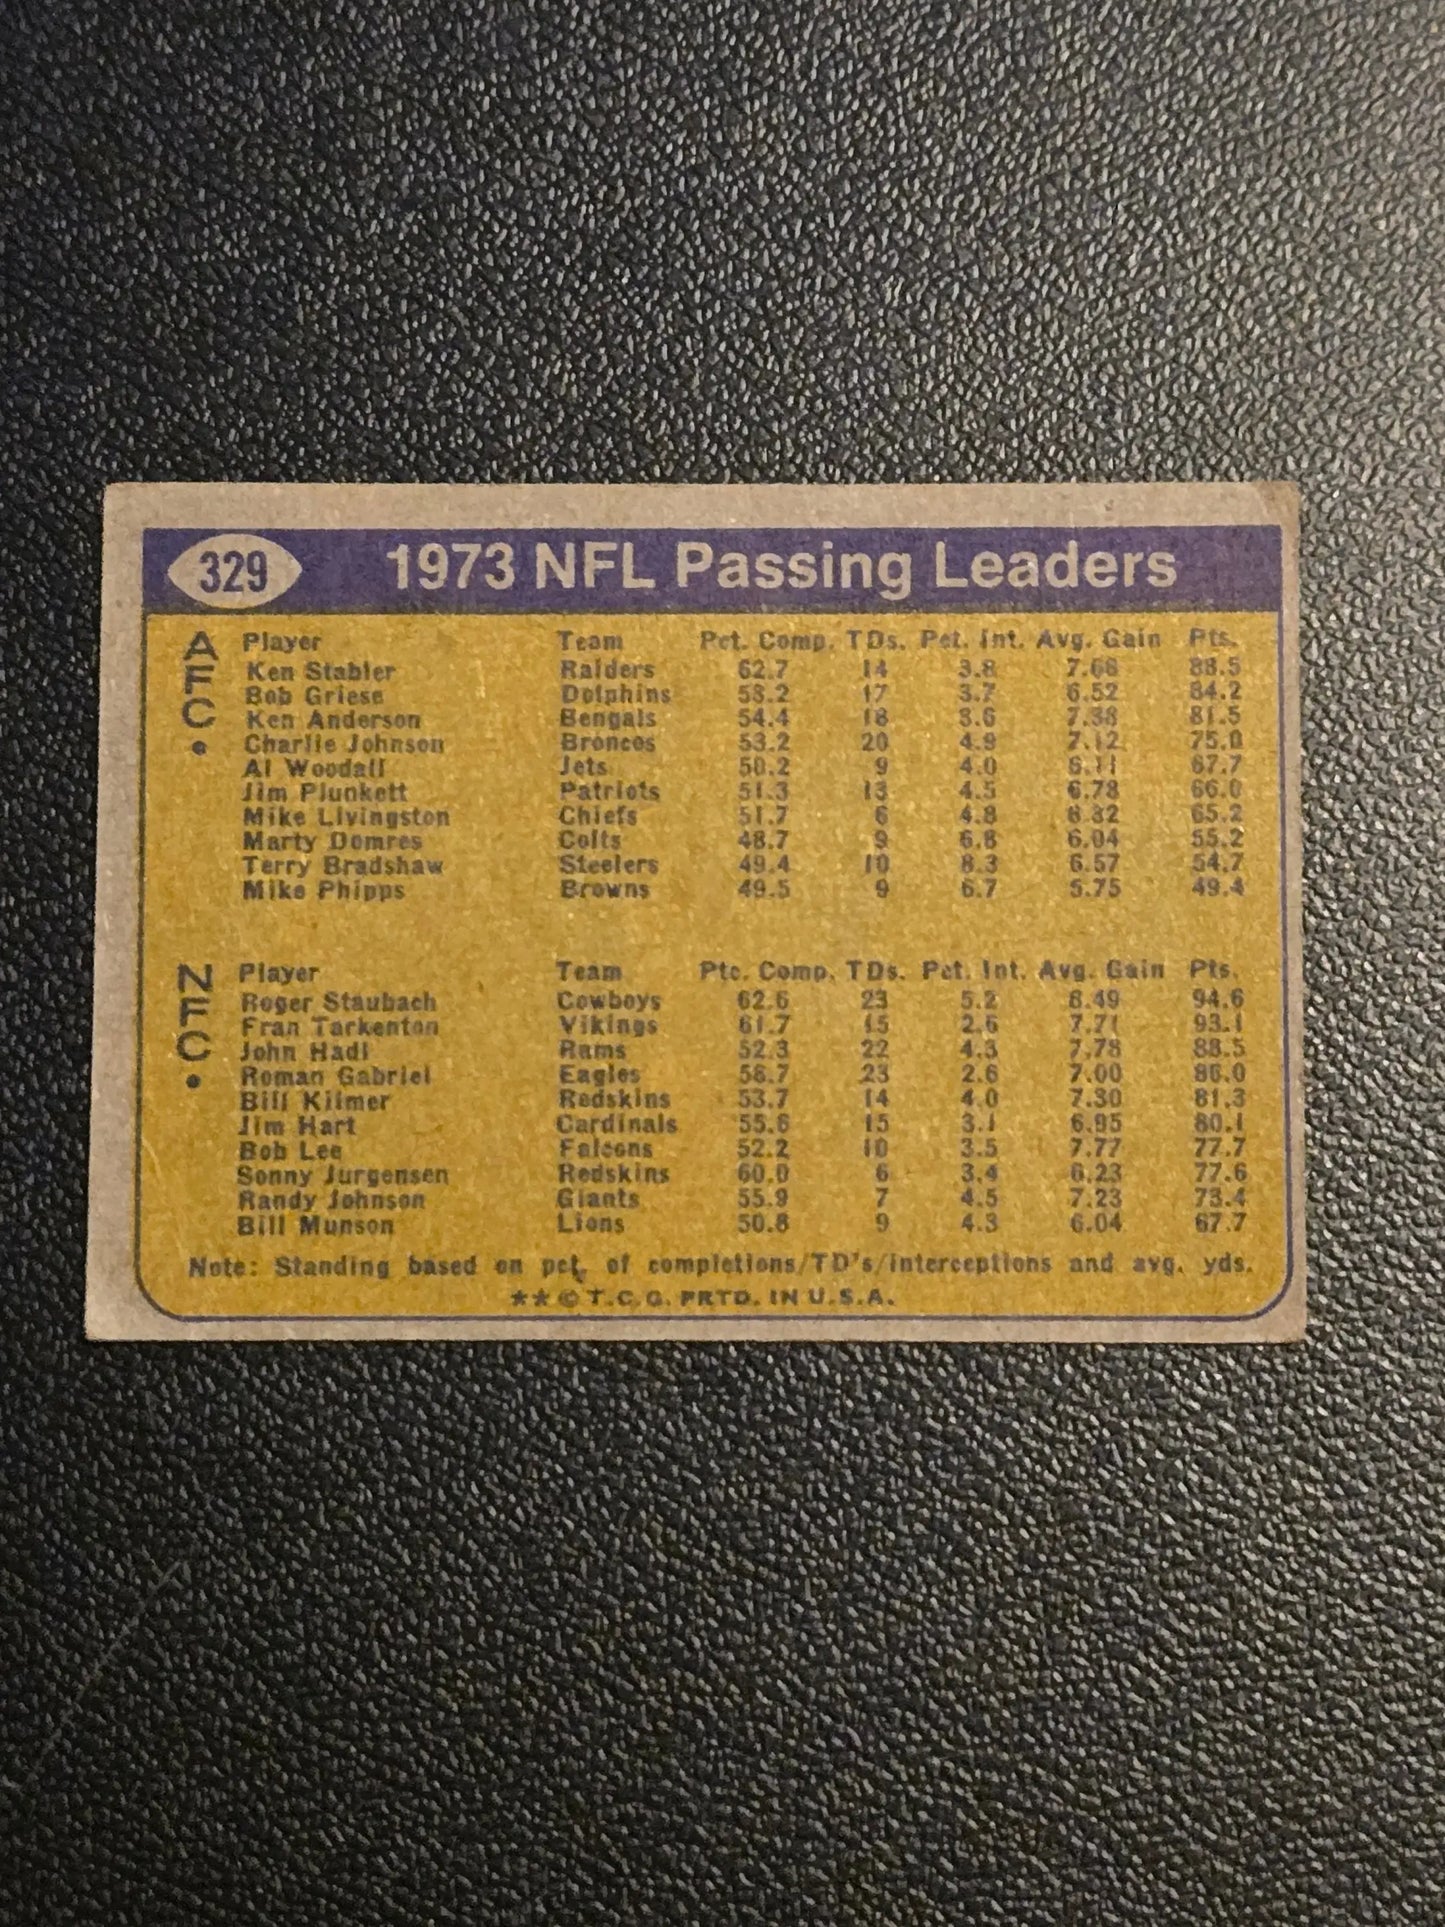 329 1973 NFL Passing Leaders
AFC. Player Team Pct. Comp. TDs. Pct. Int. Avg. Gain Pts.
Ken Stabler Raiders 62.7 14 3.8 7.68 88.5
Bob Griese Dolphins 53.2 17 3.7 6.52 84.2
Ken Anderson Bengals 54.4 18 3.6 7.38 81.5
Charlie Johnson Broncos 53.2 20 4.9 7.12 75.0
Al Woodall Jets 50.2 9 4.0 6.11 67.7
Jim Plunkett Patriots 51.3 13 4.5 6.78 66.0
Mike Livingston Chiefs 51.7 6 4.8 6.32 65.2
Marty Domres Colts 48.7 9 6.8 6.04 55.2
Terry Bradshaw Steelers 49.4 10 8.3 6.57 54.7
Mike Phipps Browns 49.5 9 6.7 5.75 49.4
NFC. Player Team Ptc. Comp. TDs. Pct. Int. Avg. Gain Pts.
Roger Staubach Cowboys 62.6 23 5.2 8.49 94.6
Fran Tarkenton Vikings 61.7 15 2.6 7.71 93.1
John Hadl Rams 52.3 22 4.3 7.78 88.5
Roman Gabriel Eagles 58.7 23 2.6 7.00 86.0
Bill Kilmer Redskins 53.7 14 4.0 7.30 81.3
Jim Hart Cardinals 55.6 15 3.1 6.95 80.1
Bob Lee Falcons 52.2 10 3.5 7.77 77.7
Sonny Jurgensen Redskins 60.0 6 3.4 6.23 77.6
Randy Johnson Giants 55.9 7 4.5 7.23 73.4
Bill Munson Lions 50.8 9 4.3 6.04 67.7
Note: Standing based on pct. of completions/TD's/interceptions and avg. yds.
**© T.C.G. PRTD. IN U.S.A.